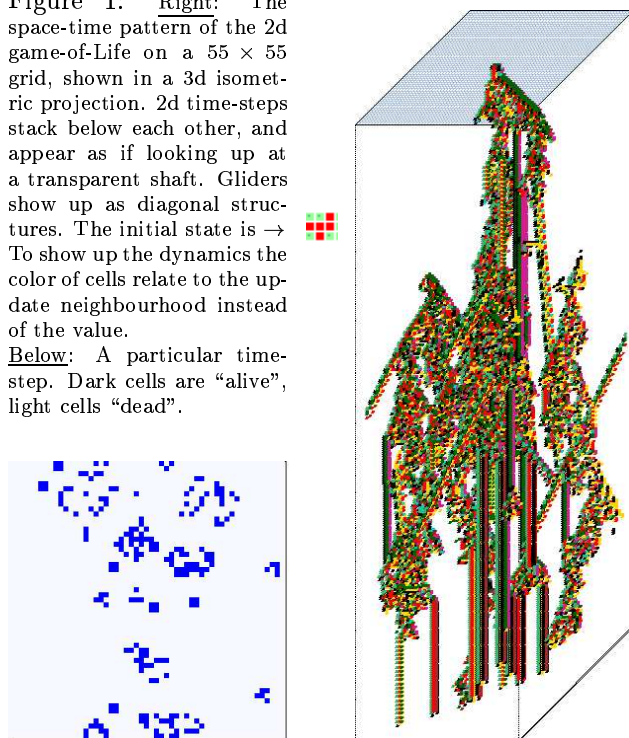 Figure 1. Right: The
space-time pattern of the 2d
game-of-Life on a 55 × 55
grid, shown in a 3d isomet-
ric projection. 2d time-steps
stack below each other, and
appear as if looking up at
a transparent shaft. Gliders
show up as diagonal struc-
tures. The initial state is →
To show up the dynamics the
color of cells relate to the up-
date neighbourhood instead
of the value.
Below: A particular time-
step. Dark cells are “alive”,
light cells “dead”.